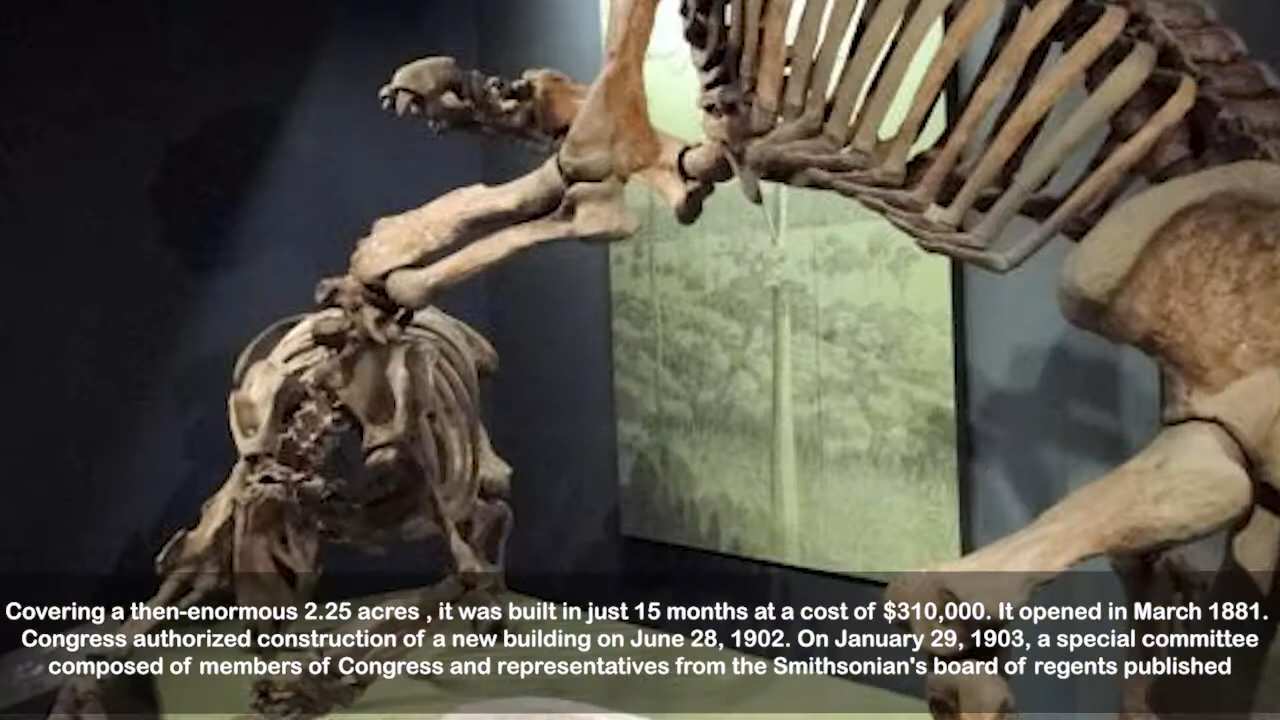 Covering a then-enormous 2.25 acres , it was built in just 15 months at a cost of $310,000. It opened in March 1881.
Congress authorized construction of a new building on June 28, 1902. On January 29, 1903, a special committee
composed of members of Congress and representatives from the Smithsonian's board of regents published